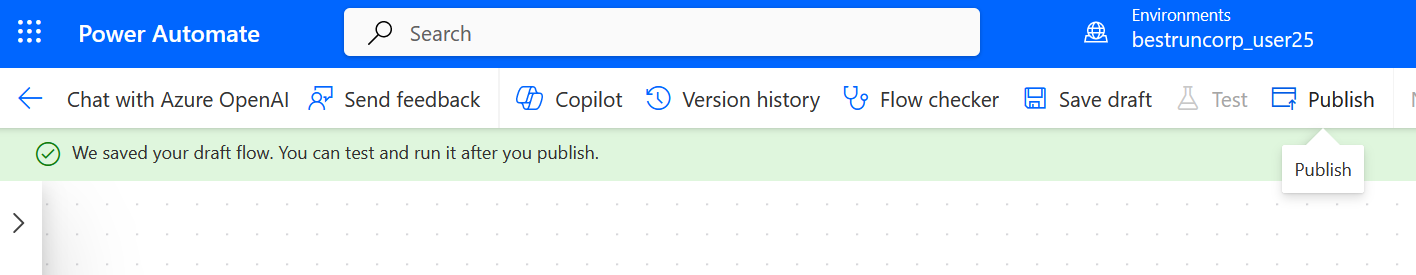 Power Automate
Search
Environments
bestruncorp_user25
Chat with Azure OpenAI
Send feedback
Copilot
Version history
Flow checker
Save draft
Test
Publish
We saved your draft flow. You can test and run it after you publish.
Publish